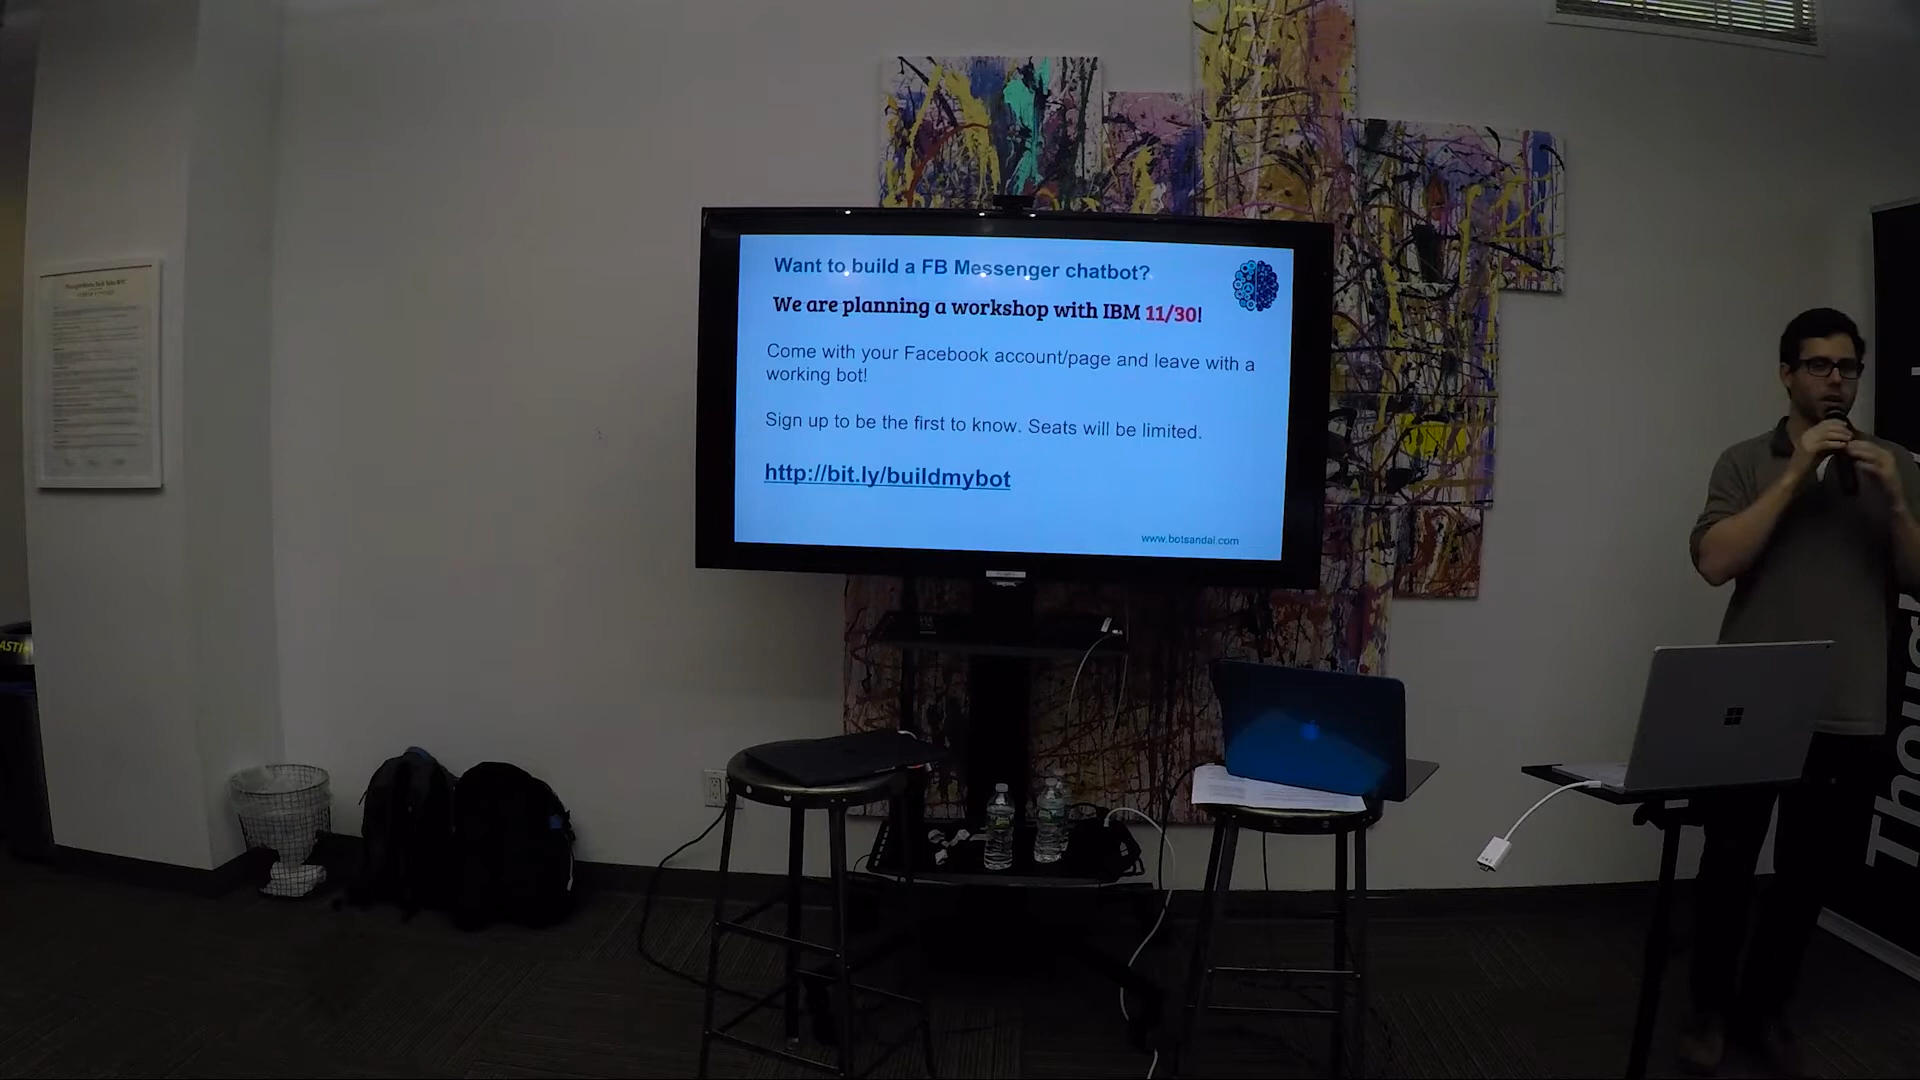 Want to build a FB Messenger chatbot?
We are planning a workshop with IBM 11/30!
Come with your Facebook account/page and leave with a
working bot!
Sign up to be the first to know. Seats will be limited.
http://bit.ly/buildmybot
www.botsandai.com
ASTI
Thoug